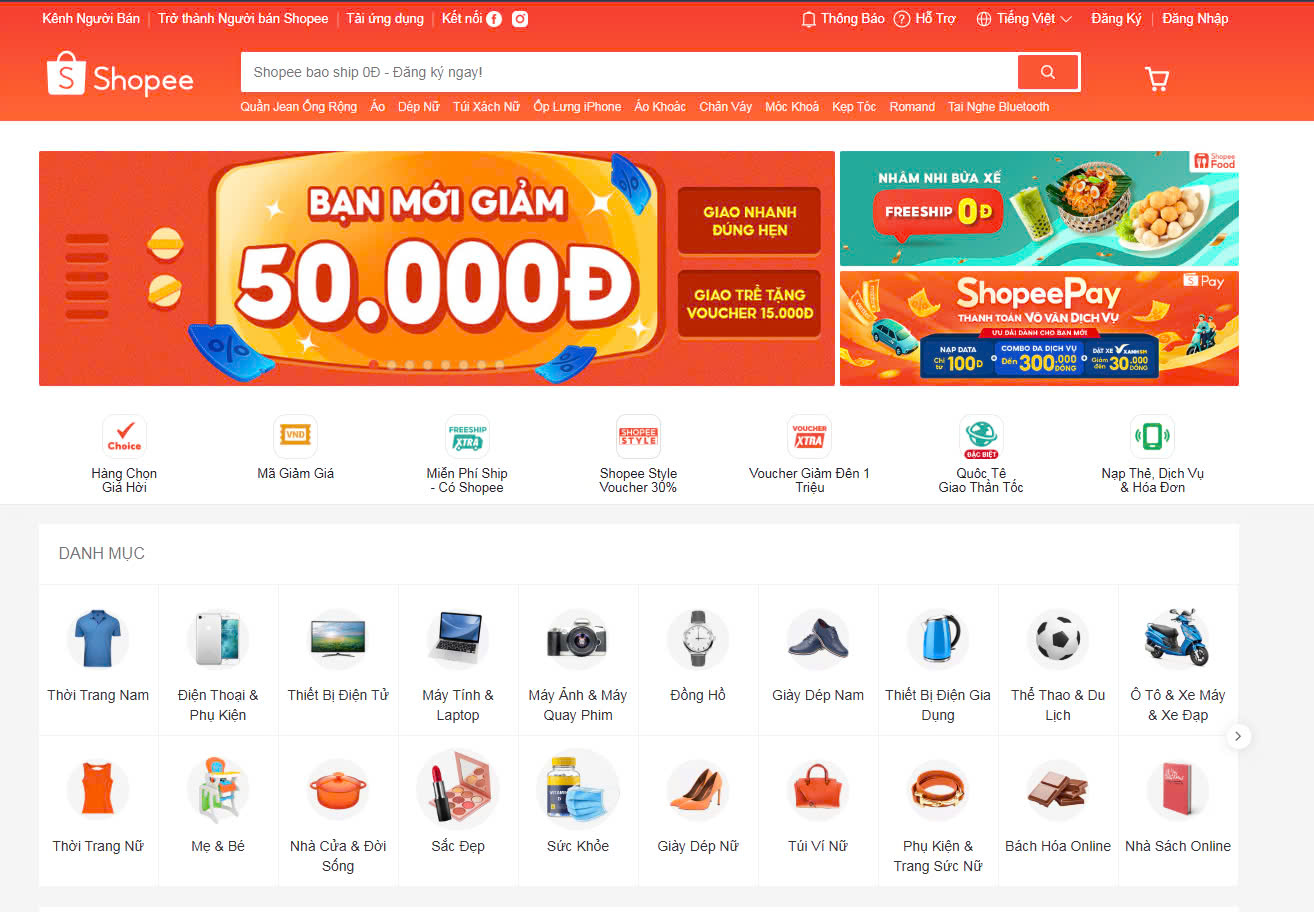 Kênh Người Bán
Trở thành Người bán Shopee
Tải ứng dụng
Kết nối
Thông Báo
Hỗ Trợ
Tiếng Việt
Đăng Ký
Đăng Nhập
Shopee
Shopee bao ship 0Đ - Đăng ký ngay!
Quần Jean Ống Rộng
Áo
Dép Nữ
Túi Xách Nữ
Ốp Lưng iPhone
Áo Khoác
Chân Váy
Móc Khoá
Kẹp Tóc
Romand
Tai Nghe Bluetooth
BẠN MỚI GIẢM
50.000Đ
GIAO NHANH
ĐÚNG HẸN
GIAO TRỄ TẶNG
VOUCHER 15.000Đ
Shopee
Food
NHÂM NHI BỮA XẾ
FREESHIP 0Đ
Pay
ShopeePay
THANH TOÁN VÔ VÀN DỊCH VỤ
ƯU ĐÃI DÀNH CHO BẠN MỚI
NẠP DATA
Chỉ từ 100Đ
COMBO ĐA DỊCH VỤ
Đến 300.000 ĐỒNG
ĐẶT XE XANH SM
Giảm đến 30.000 ĐỒNG
Choice
Hàng Chọn
Giá Hời
VND
Mã Giảm Giá
FREESHIP
XTRA
Miễn Phí Ship
- Có Shopee
SHOPEE
STYLE
Shopee Style
Voucher 30%
VOUCHER
XTRA
Voucher Giảm Đến 1
Triệu
ĐẶC BIỆT
Quốc Tế
Giao Thần Tốc
Nạp Thẻ, Dịch Vụ
& Hóa Đơn
DANH MỤC
Thời Trang Nam
Điện Thoại &
Phụ Kiện
Thiết Bị Điện Tử
Máy Tính &
Laptop
Máy Ảnh & Máy
Quay Phim
Đồng Hồ
Giày Dép Nam
Thiết Bị Điện Gia
Dụng
Thể Thao & Du
Lịch
Ô Tô & Xe Máy
& Xe Đạp
Thời Trang Nữ
Mẹ & Bé
Nhà Cửa & Đời
Sống
Sắc Đẹp
VITAMIN
D
Sức Khỏe
Giày Dép Nữ
Túi Ví Nữ
Phụ Kiện &
Trang Sức Nữ
Bách Hóa Online
Nhà Sách Online